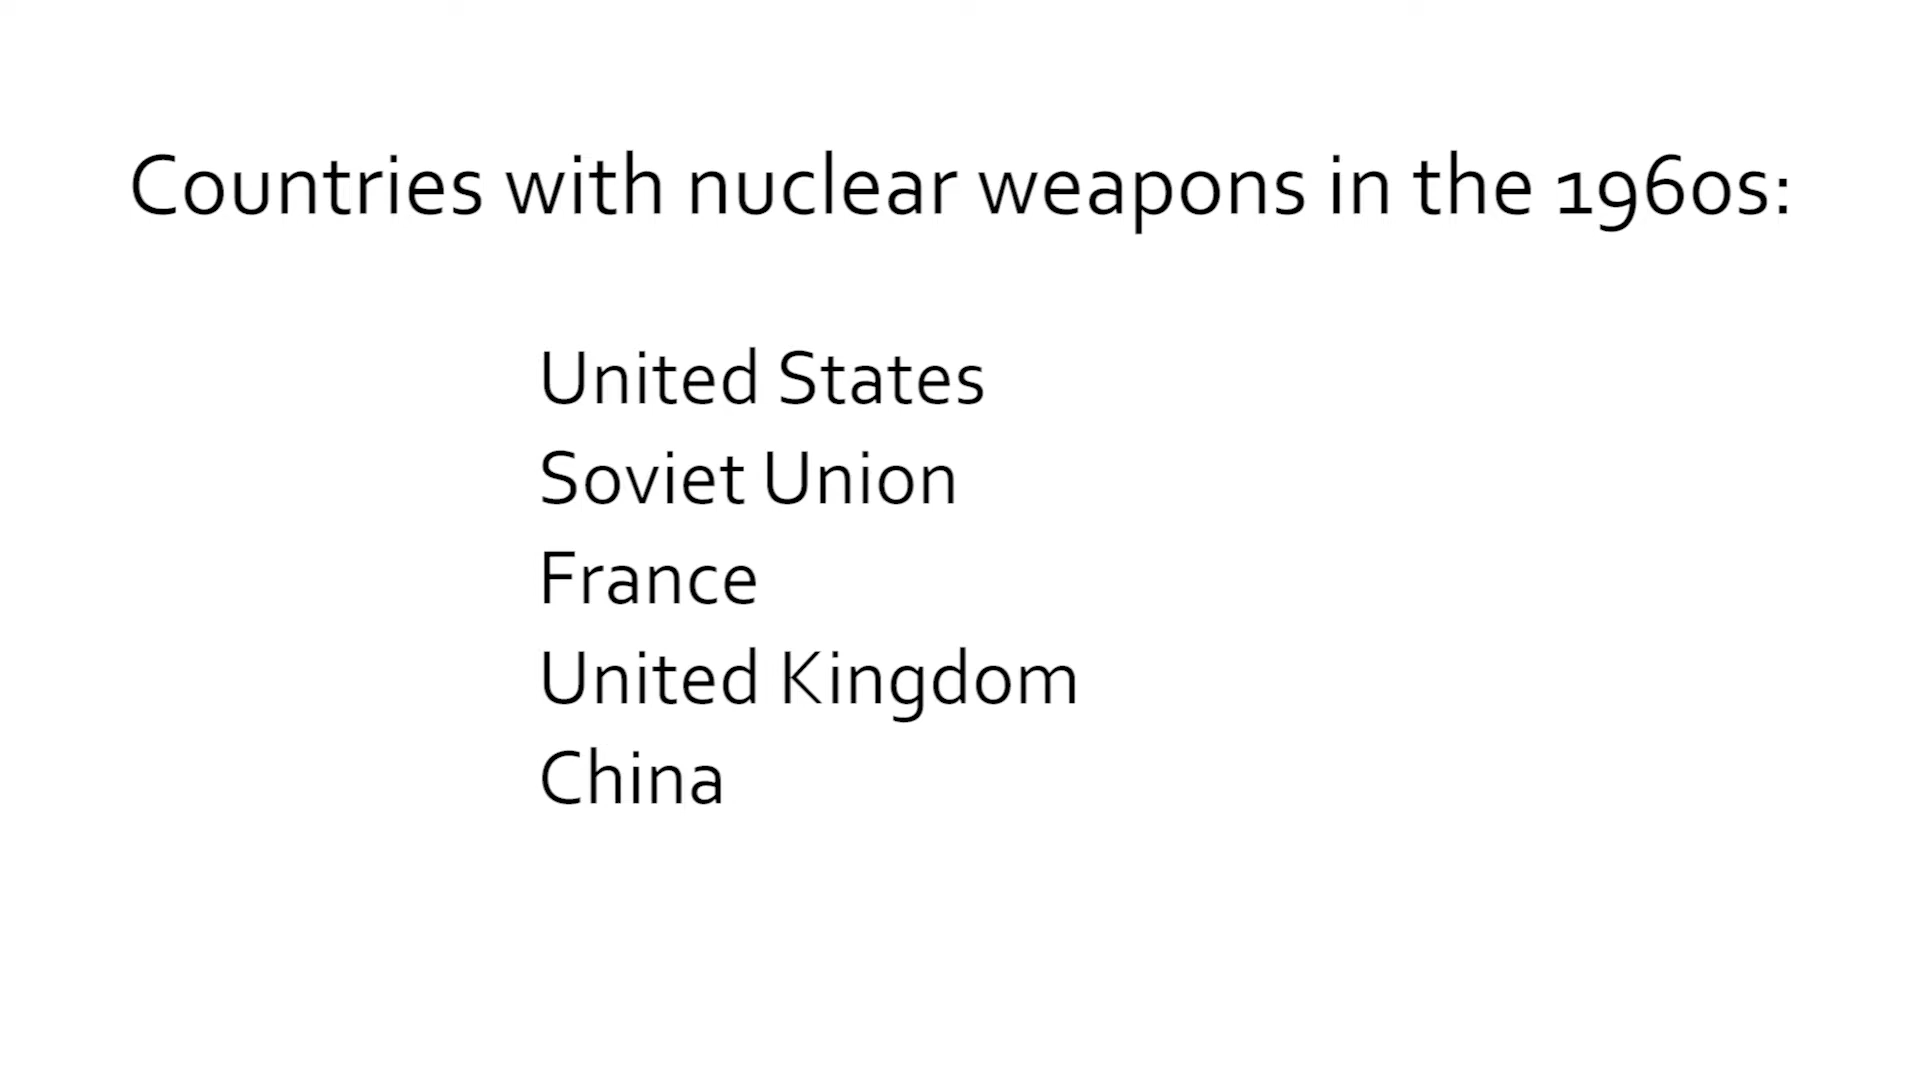 Countries with nuclear weapons in the 1960s:
United States
Soviet Union
France
United Kingdom
China